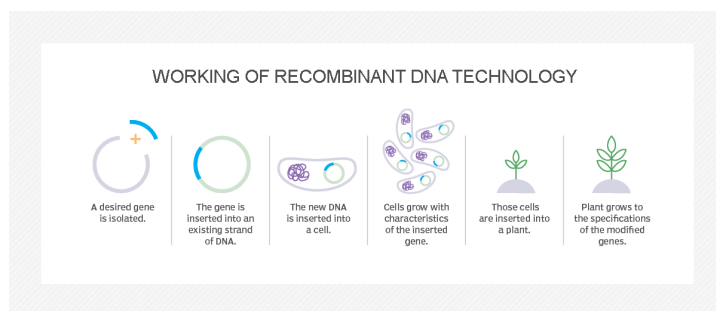 WORKING OF RECOMBINANT DNA TECHNOLOGY
A desired gene
is isolated.
The gene is
inserted into an
existing strand
of DNA.
The new DNA
is inserted into
a cell.
Cells grow with
characteristics
of the inserted
gene.
Those cells
are inserted into
a plant.
Plant grows to
the specifications
of the modified
genes.